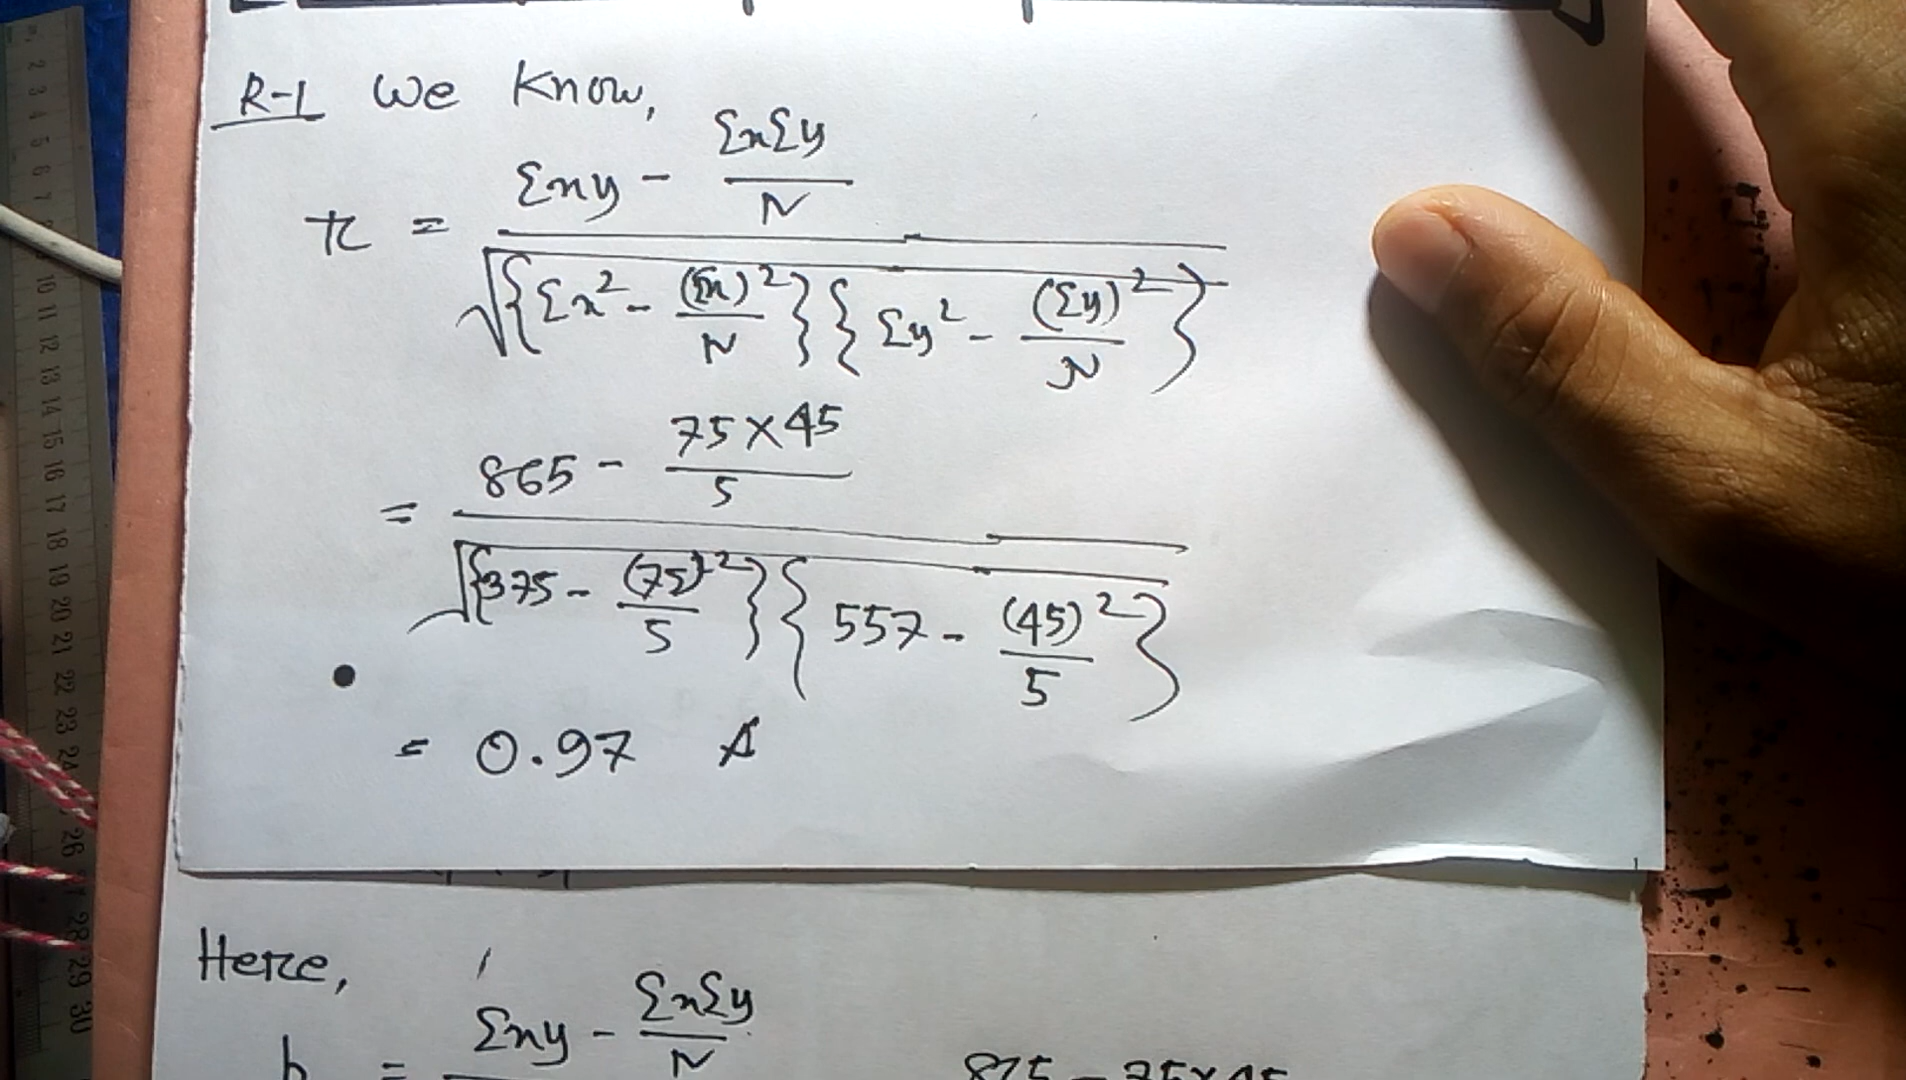 R-1 We Know,
r = Σxy - ΣxΣy / N
√{Σx² - (Σx)² / N}{Σy² - (Σy)² / N}
= 865 - 75×45 / 5
√{375 - (75)² / 5}{557 - (45)² / 5}
= 0.97 A
Here,
b = Σxy - ΣxΣy / N